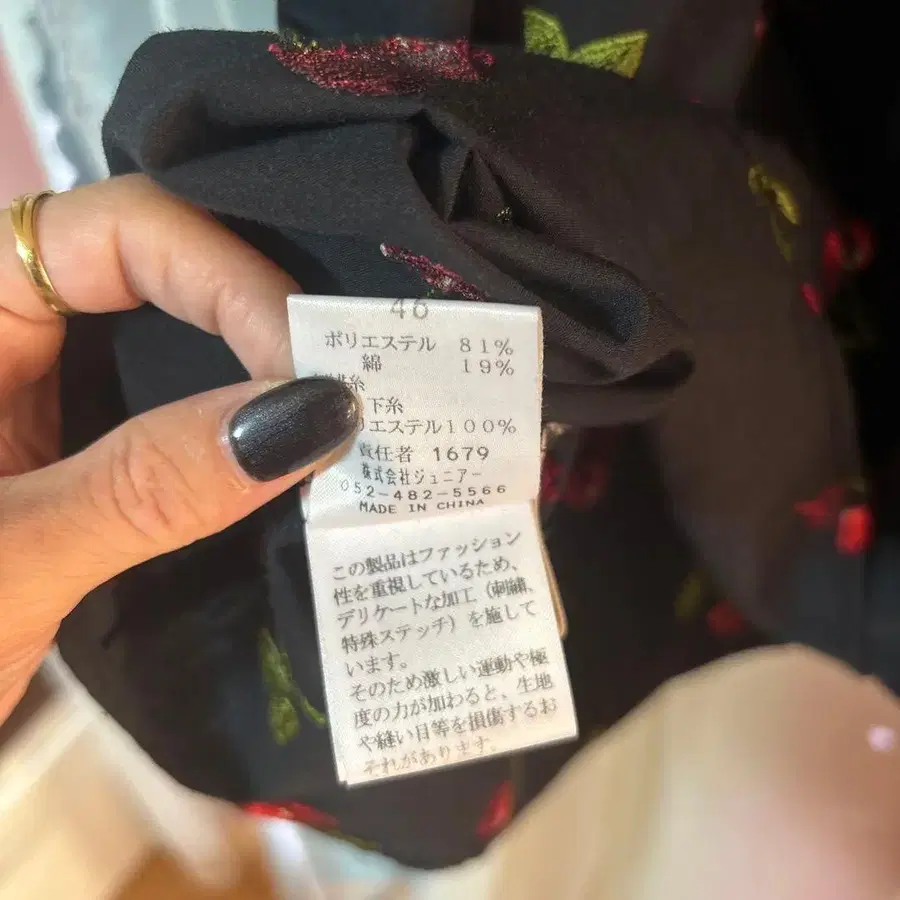 46
ポリエステル 81%
綿 19%
糸
下糸
リエステル100%
責任者 1679
株式会社ジュニアー
052-482-5566
MADE IN CHINA
この製品はファッション
性を重視しているため、
デリケートな加工(刺繍、
特殊ステッチ)を施して
います。
そのため激しい運動や極
度の力が加わると、生地
や縫い目等を損傷するお
それがあります。